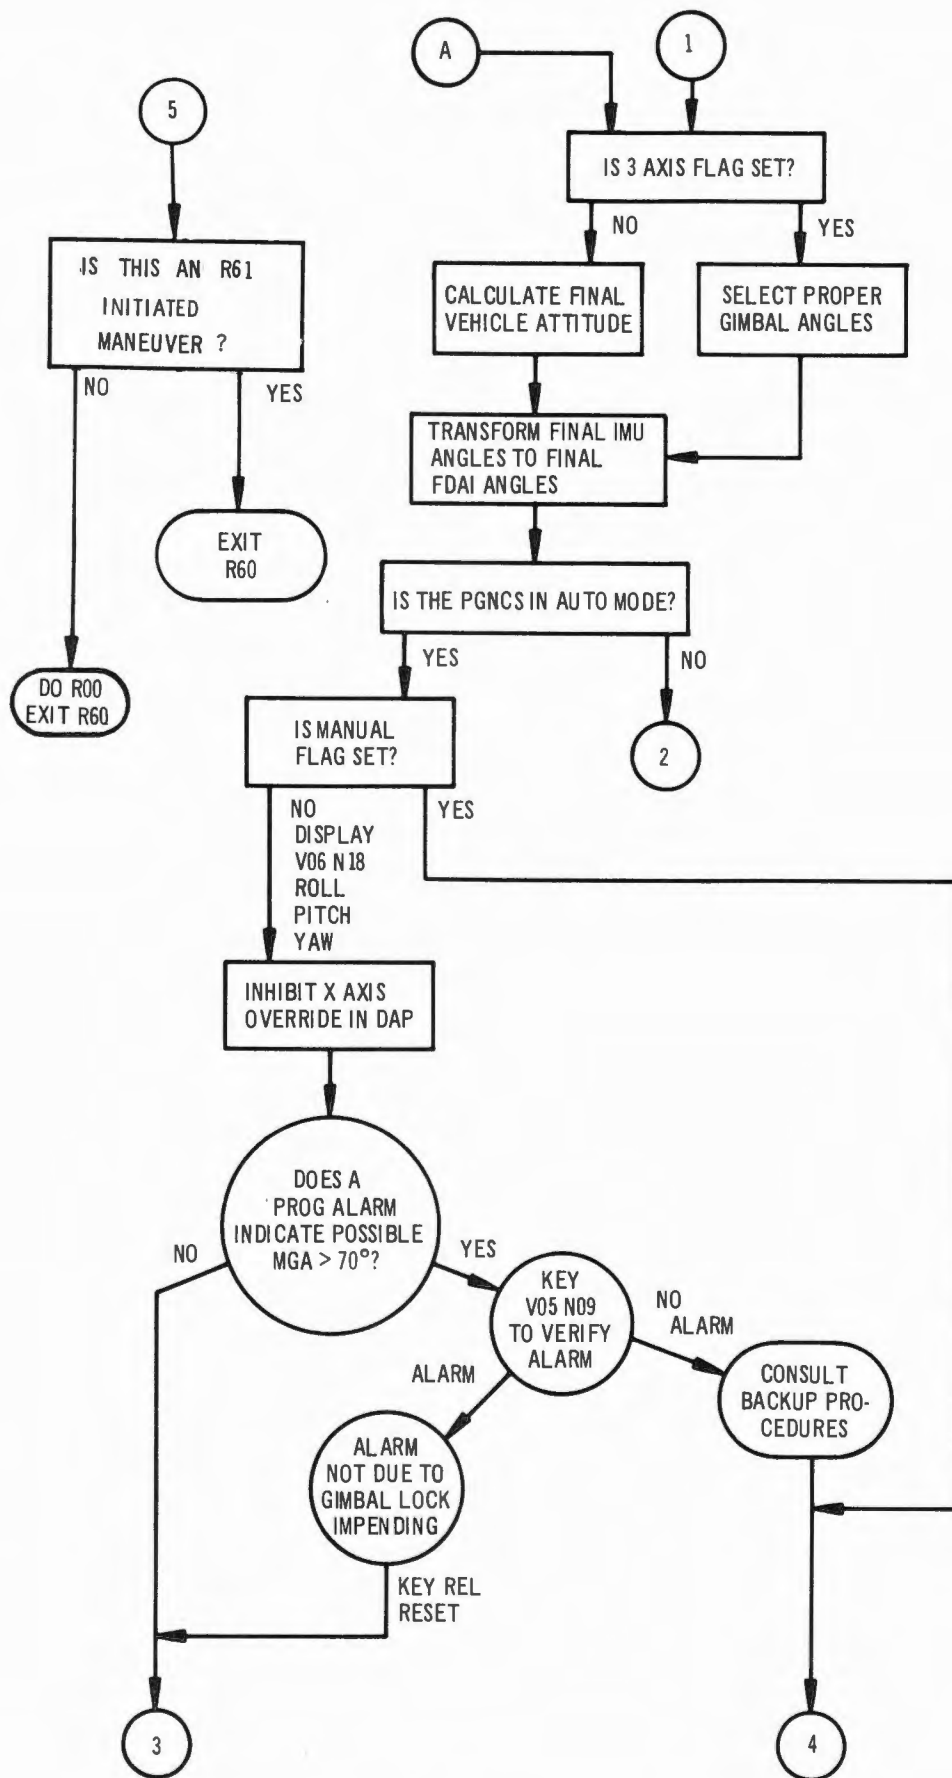 A
1
5
IS 3 AXIS FLAG SET?
NO
YES
IS THIS AN R61
INITIATED
MANEUVER ?
NO
YES
CALCULATE FINAL
VEHICLE ATTITUDE
SELECT PROPER
GIMBAL ANGLES
TRANSFORM FINAL IMU
ANGLES TO FINAL
FDAI ANGLES
EXIT
R60
DO R00
EXIT R60
IS THE PGNCS IN AUTO MODE?
YES
NO
IS MANUAL
FLAG SET?
2
NO
DISPLAY
V06 N18
ROLL
PITCH
YAW
YES
INHIBIT X AXIS
OVERRIDE IN DAP
DOES A
PROG ALARM
INDICATE POSSIBLE
MGA > 70°?
NO
YES
KEY
V05 N09
TO VERIFY
ALARM
NO
ALARM
ALARM
CONSULT
BACKUP PRO-
CEDURES
ALARM
NOT DUE TO
GIMBAL LOCK
IMPENDING
KEY REL
RESET
3
4